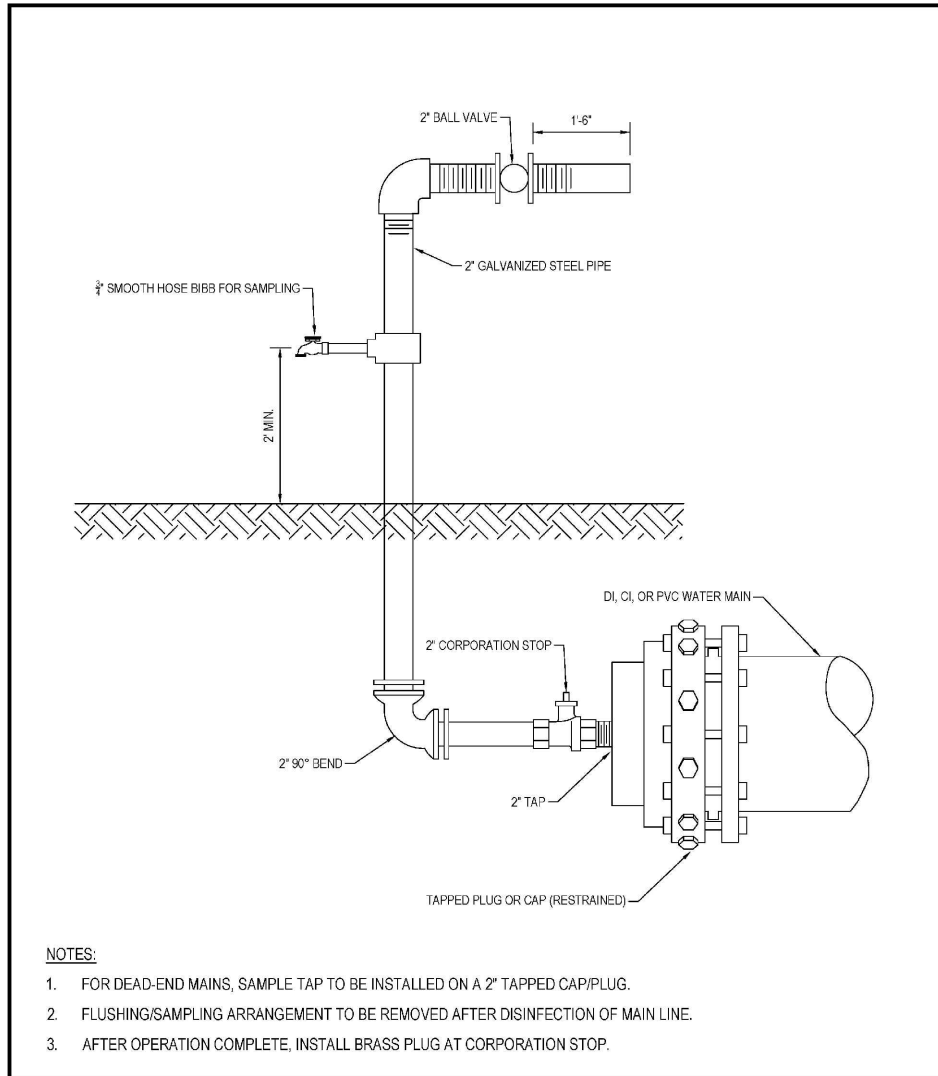 2" BALL VALVE
1'-6"
2" GALVANIZED STEEL PIPE
¾" SMOOTH HOSE BIBB FOR SAMPLING
2' MIN.
DI, CI, OR PVC WATER MAIN
2" CORPORATION STOP
2" 90° BEND
2" TAP
TAPPED PLUG OR CAP (RESTRAINED)
NOTES:
1. FOR DEAD-END MAINS, SAMPLE TAP TO BE INSTALLED ON A 2" TAPPED CAP/PLUG.
2. FLUSHING/SAMPLING ARRANGEMENT TO BE REMOVED AFTER DISINFECTION OF MAIN LINE.
3. AFTER OPERATION COMPLETE, INSTALL BRASS PLUG AT CORPORATION STOP.